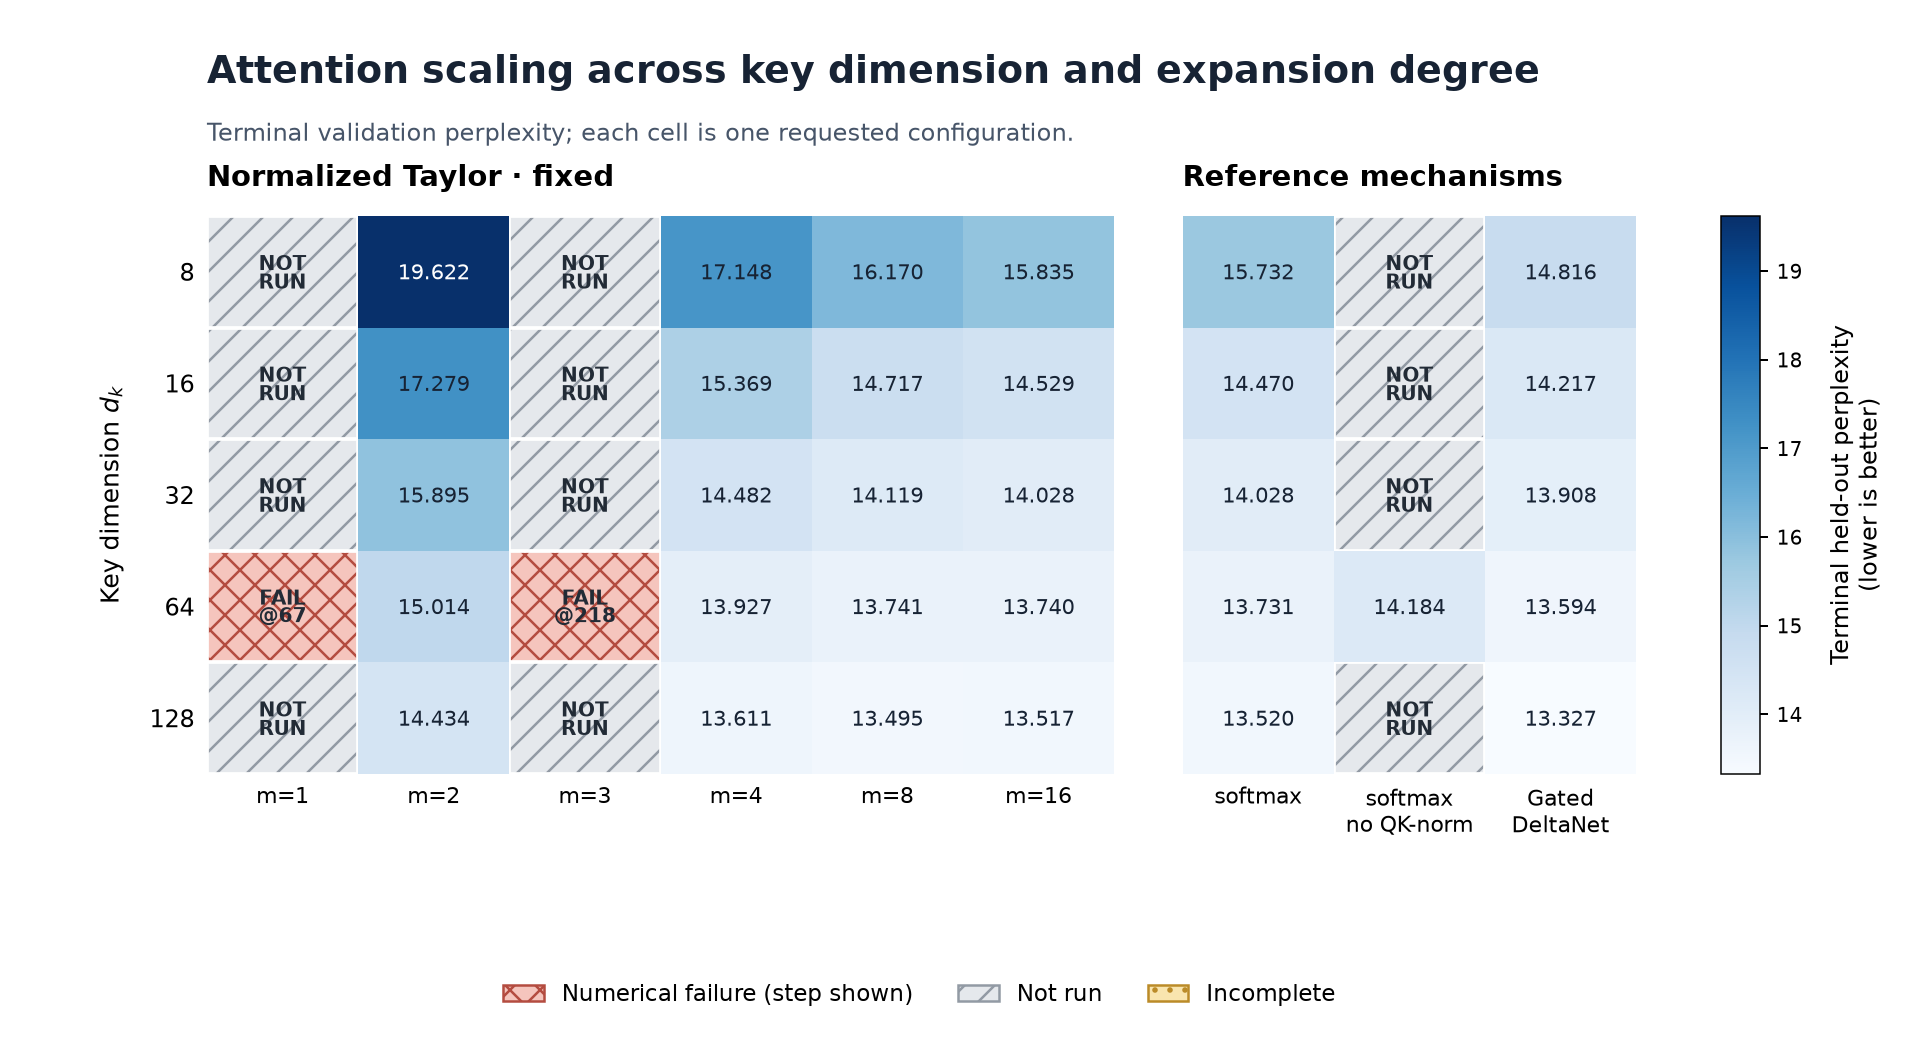 Attention scaling across key dimension and expansion degree
Terminal validation perplexity; each cell is one requested configuration.
Normalized Taylor · fixed
Reference mechanisms
Key dimension d_k
8
NOT RUN
19.622
NOT RUN
17.148
16.170
15.835
15.732
NOT RUN
14.816
16
NOT RUN
17.279
NOT RUN
15.369
14.717
14.529
14.470
NOT RUN
14.217
32
NOT RUN
15.895
NOT RUN
14.482
14.119
14.028
14.028
NOT RUN
13.908
64
FAIL @67
15.014
FAIL @218
13.927
13.741
13.740
13.731
14.184
13.594
128
NOT RUN
14.434
NOT RUN
13.611
13.495
13.517
13.520
NOT RUN
13.327
m=1
m=2
m=3
m=4
m=8
m=16
softmax
softmax
no QK-norm
Gated
DeltaNet
19
18
17
16
15
14
Terminal held-out perplexity
(lower is better)
Numerical failure (step shown)
Not run
Incomplete